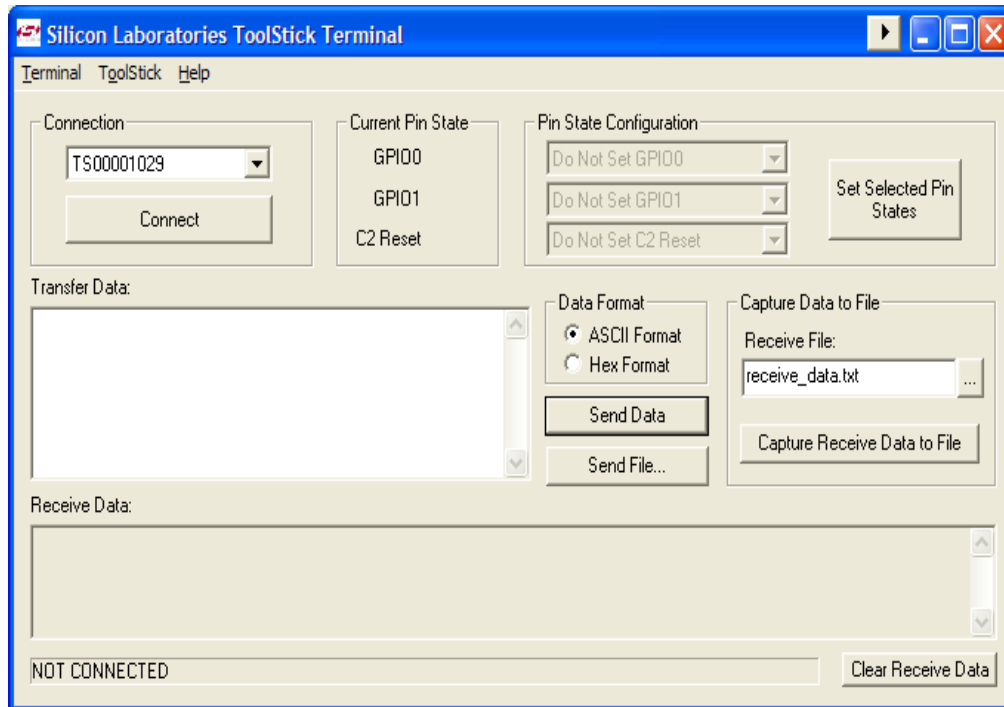 Silicon Laboratories ToolStick Terminal
Terminal ToolStick Help
Connection
TS00001029
Connect
Current Pin State
GPIO0
GPIO1
C2 Reset
Pin State Configuration
Do Not Set GPIO0
Do Not Set GPIO1
Do Not Set C2 Reset
Set Selected Pin
States
Transfer Data:
Data Format
ASCII Format
Hex Format
Send Data
Send File...
Capture Data to File
Receive File:
receive_data.txt
...
Capture Receive Data to File
Receive Data:
NOT CONNECTED
Clear Receive Data